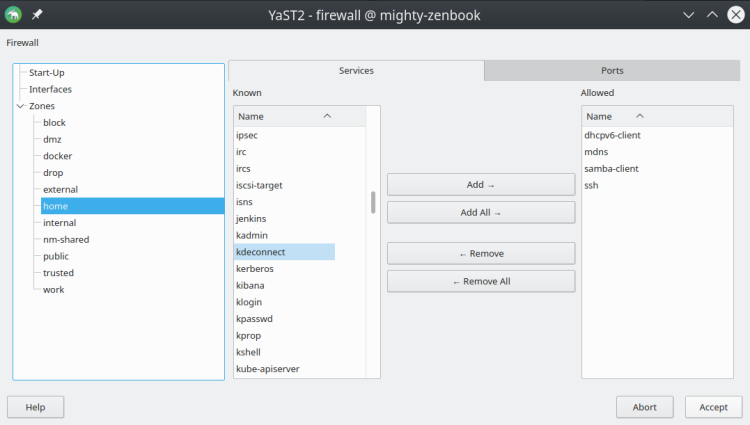 YaST2 - firewall @ mighty-zenbook
Firewall
Start-Up
Interfaces
Zones
block
dmz
docker
drop
external
home
internal
nm-shared
public
trusted
work
Services
Ports
Known
Name
ipsec
irc
ircs
iscsi-target
isns
jenkins
kadmin
kdeconnect
kerberos
kibana
klogin
kpasswd
kprop
kshell
kube-apiserver
Add →
Add All →
← Remove
← Remove All
Allowed
Name
dhcpv6-client
mdns
samba-client
ssh
Help
Abort
Accept